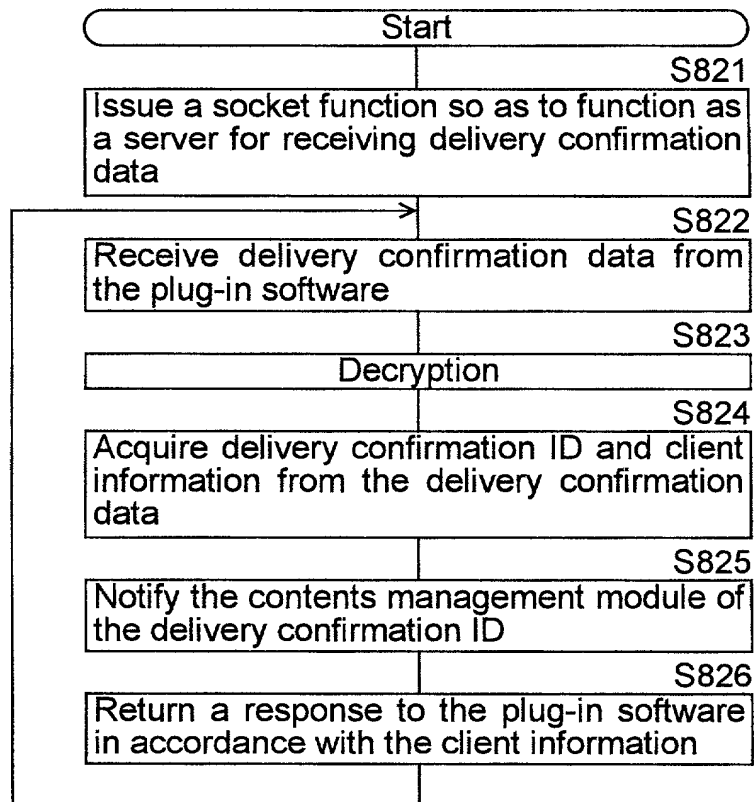 Start
S821
Issue a socket function so as to function as
a server for receiving delivery confirmation
data
S822
Receive delivery confirmation data from
the plug-in software
S823
Decryption
S824
Acquire delivery confirmation ID and client
information from the delivery confirmation
data
S825
Notify the contents management module of
the delivery confirmation ID
S826
Return a response to the plug-in software
in accordance with the client information